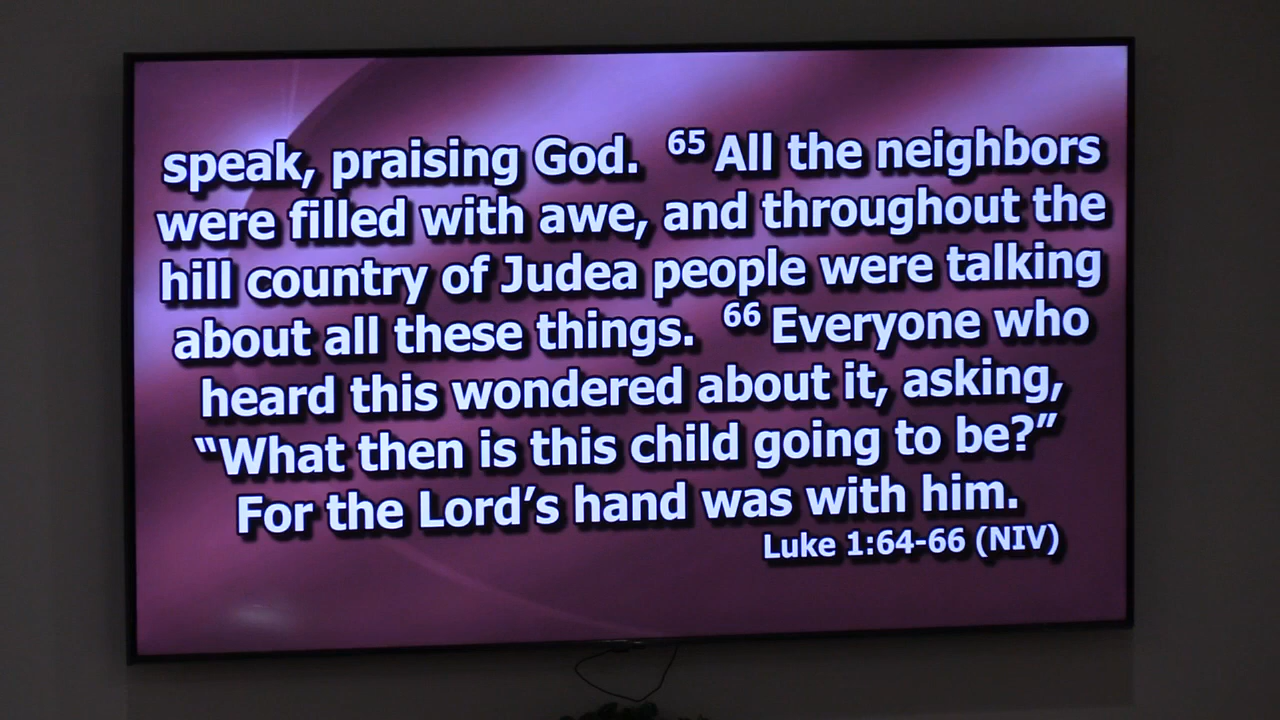 speak, praising God. 65 All the neighbors
were filled with awe, and throughout the
hill country of Judea people were talking
about all these things. 66 Everyone who
heard this wondered about it, asking,
“What then is this child going to be?”
For the Lord’s hand was with him.
Luke 1:64-66 (NIV)